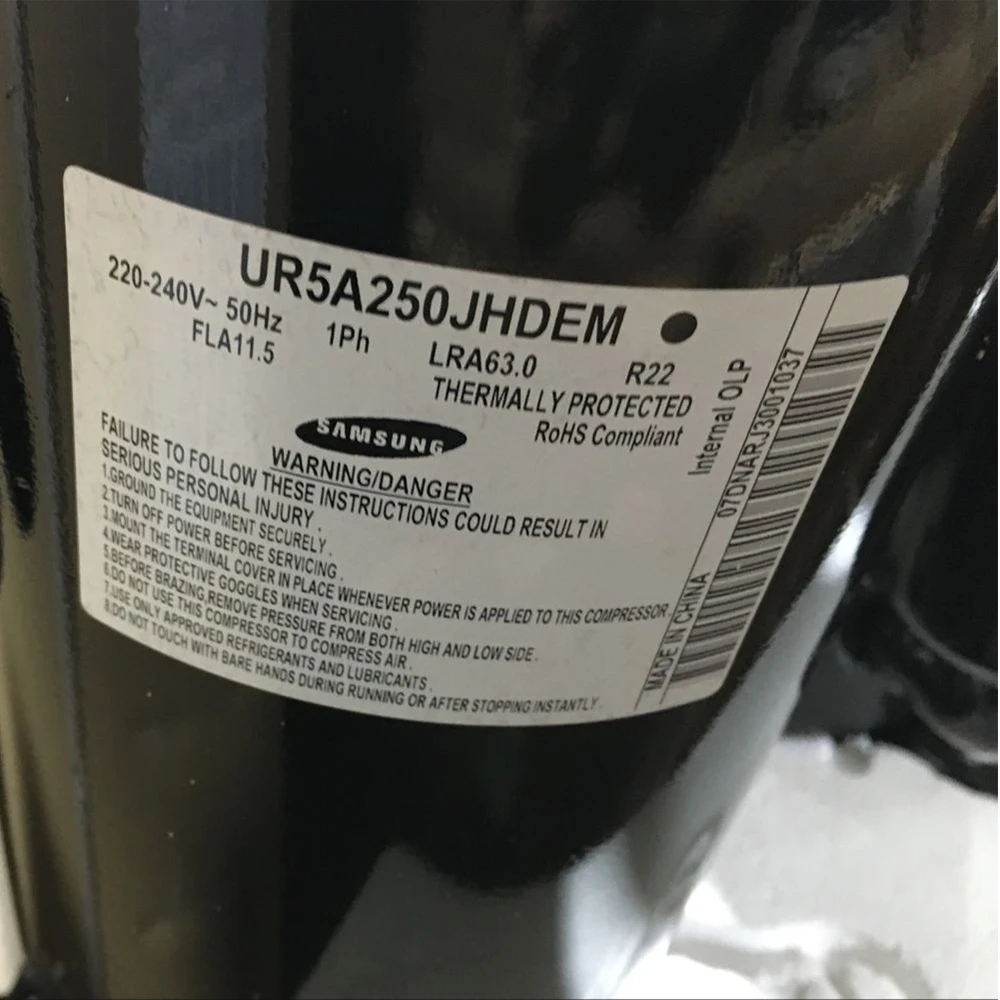 UR5A250JHDEM
220-240V~ 50Hz 1Ph LRA63.0 R22
FLA11.5 THERMALLY PROTECTED
RoHS Compliant
SAMSUNG
WARNING/DANGER
FAILURE TO FOLLOW THESE INSTRUCTIONS COULD RESULT IN
SERIOUS PERSONAL INJURY .
1.GROUND THE EQUIPMENT SECURELY .
2.TURN OFF POWER BEFORE SERVICING .
3.MOUNT THE TERMINAL COVER IN PLACE WHENEVER POWER IS APPLIED TO THIS COMPRESSOR .
4.WEAR PROTECTIVE GOGGLES WHEN SERVICING .
5.BEFORE BRAZING,REMOVE PRESSURE FROM BOTH HIGH AND LOW SIDE .
6.DO NOT USE THIS COMPRESSOR TO COMPRESS AIR .
7.USE ONLY APPROVED REFRIGERANTS AND LUBRICANTS .
8.DO NOT TOUCH WITH BARE HANDS DURING RUNNING OR AFTER STOPPING INSTANTLY .
Internal OLP
MADE IN CHINA 07DNARJ3001037